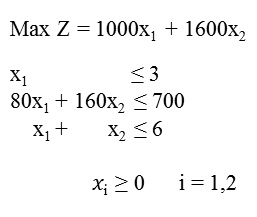 Max Z = 1000x₁ + 1600x₂
x₁ ≤ 3
80x₁ + 160x₂ ≤ 700
x₁ + x₂ ≤ 6
xᵢ ≥ 0 i = 1,2